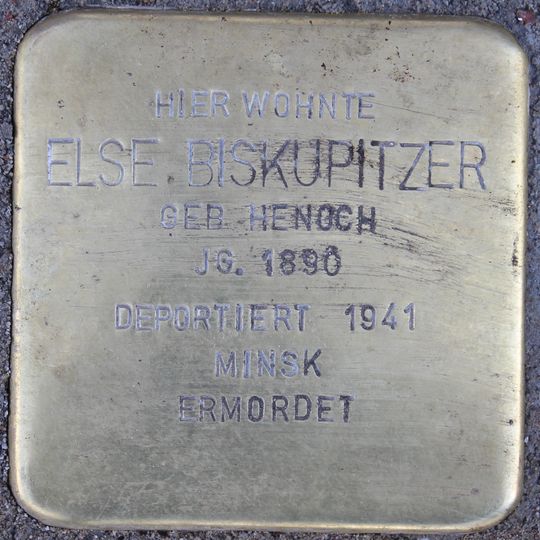 HIER WOHNTE
ELSE BISKUPITZER
GEB. HENOCH
JG. 1890
DEPORTIERT 1941
MINSK
ERMORDET